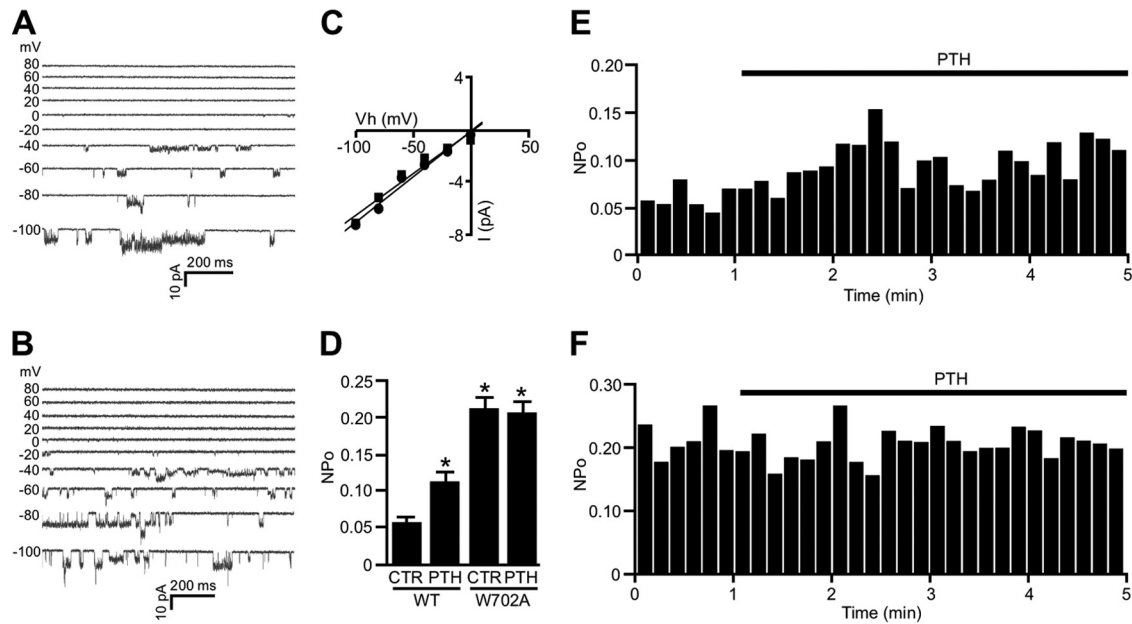 A
mV
80
60
40
20
0
-20
-40
-60
-80
-100
200 ms
10 pA
B
mV
80
60
40
20
0
-20
-40
-60
-80
-100
200 ms
10 pA
C
4
Vh (mV)
-100
-50
50
-4
-8
I (pA)
D
0.25
0.20
0.15
0.10
0.05
0
NPo
*
*
*
CTR PTH CTR PTH
WT W702A
E
PTH
0.20
0.15
0.10
0.05
0
NPo
0 1 2 3 4 5
Time (min)
F
PTH
0.30
0.20
0.10
0
NPo
0 1 2 3 4 5
Time (min)